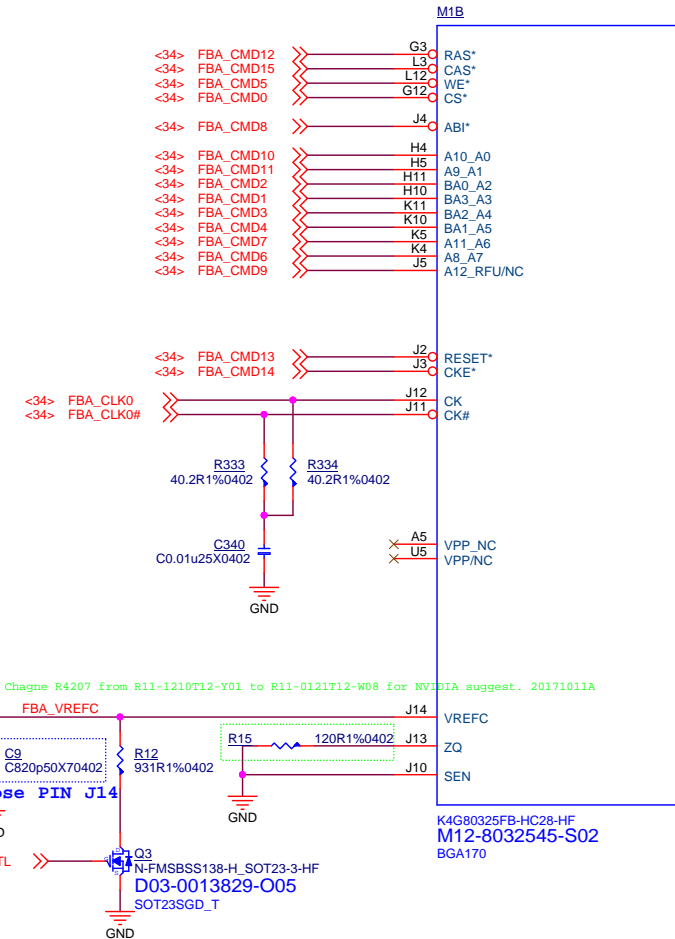 M1B
<34> FBA_CMD12 G3 RAS*
<34> FBA_CMD15 L3 CAS*
<34> FBA_CMD5 L12 WE*
<34> FBA_CMD0 G12 CS*
<34> FBA_CMD8 J4 ABI*
<34> FBA_CMD10 H4 A10_A0
<34> FBA_CMD11 H5 A9_A1
<34> FBA_CMD2 H11 BA0_A2
<34> FBA_CMD1 H10 BA3_A3
<34> FBA_CMD3 K11 BA2_A4
<34> FBA_CMD4 K10 BA1_A5
<34> FBA_CMD7 K5 A11_A6
<34> FBA_CMD6 K4 A8_A7
<34> FBA_CMD9 J5 A12_RFU/NC
<34> FBA_CMD13 J2 RESET*
<34> FBA_CMD14 J3 CKE*
<34> FBA_CLK0 J12 CK
<34> FBA_CLK0# J11 CK#
R333 R334
40.2R1%0402 40.2R1%0402
C340
C0.01u25X0402
GND
A5 VPP_NC
U5 VPP/NC
Chagne R4207 from R11-1210T12-Y01 to R11-0121T12-W08 for NVIDIA suggest. 20171011A
FBA_VREFC J14 VREFC
R15 120R1%0402 J13 ZQ
C9 R12
C820p50X70402 931R1%0402
J10 SEN
ose PIN J14
GND
D
K4G80325FB-HC28-HF
M12-8032545-S02
BGA170
TL Q3
N-FMSBSS138-H_SOT23-3-HF
D03-0013829-O05
SOT23SGD_T
GND